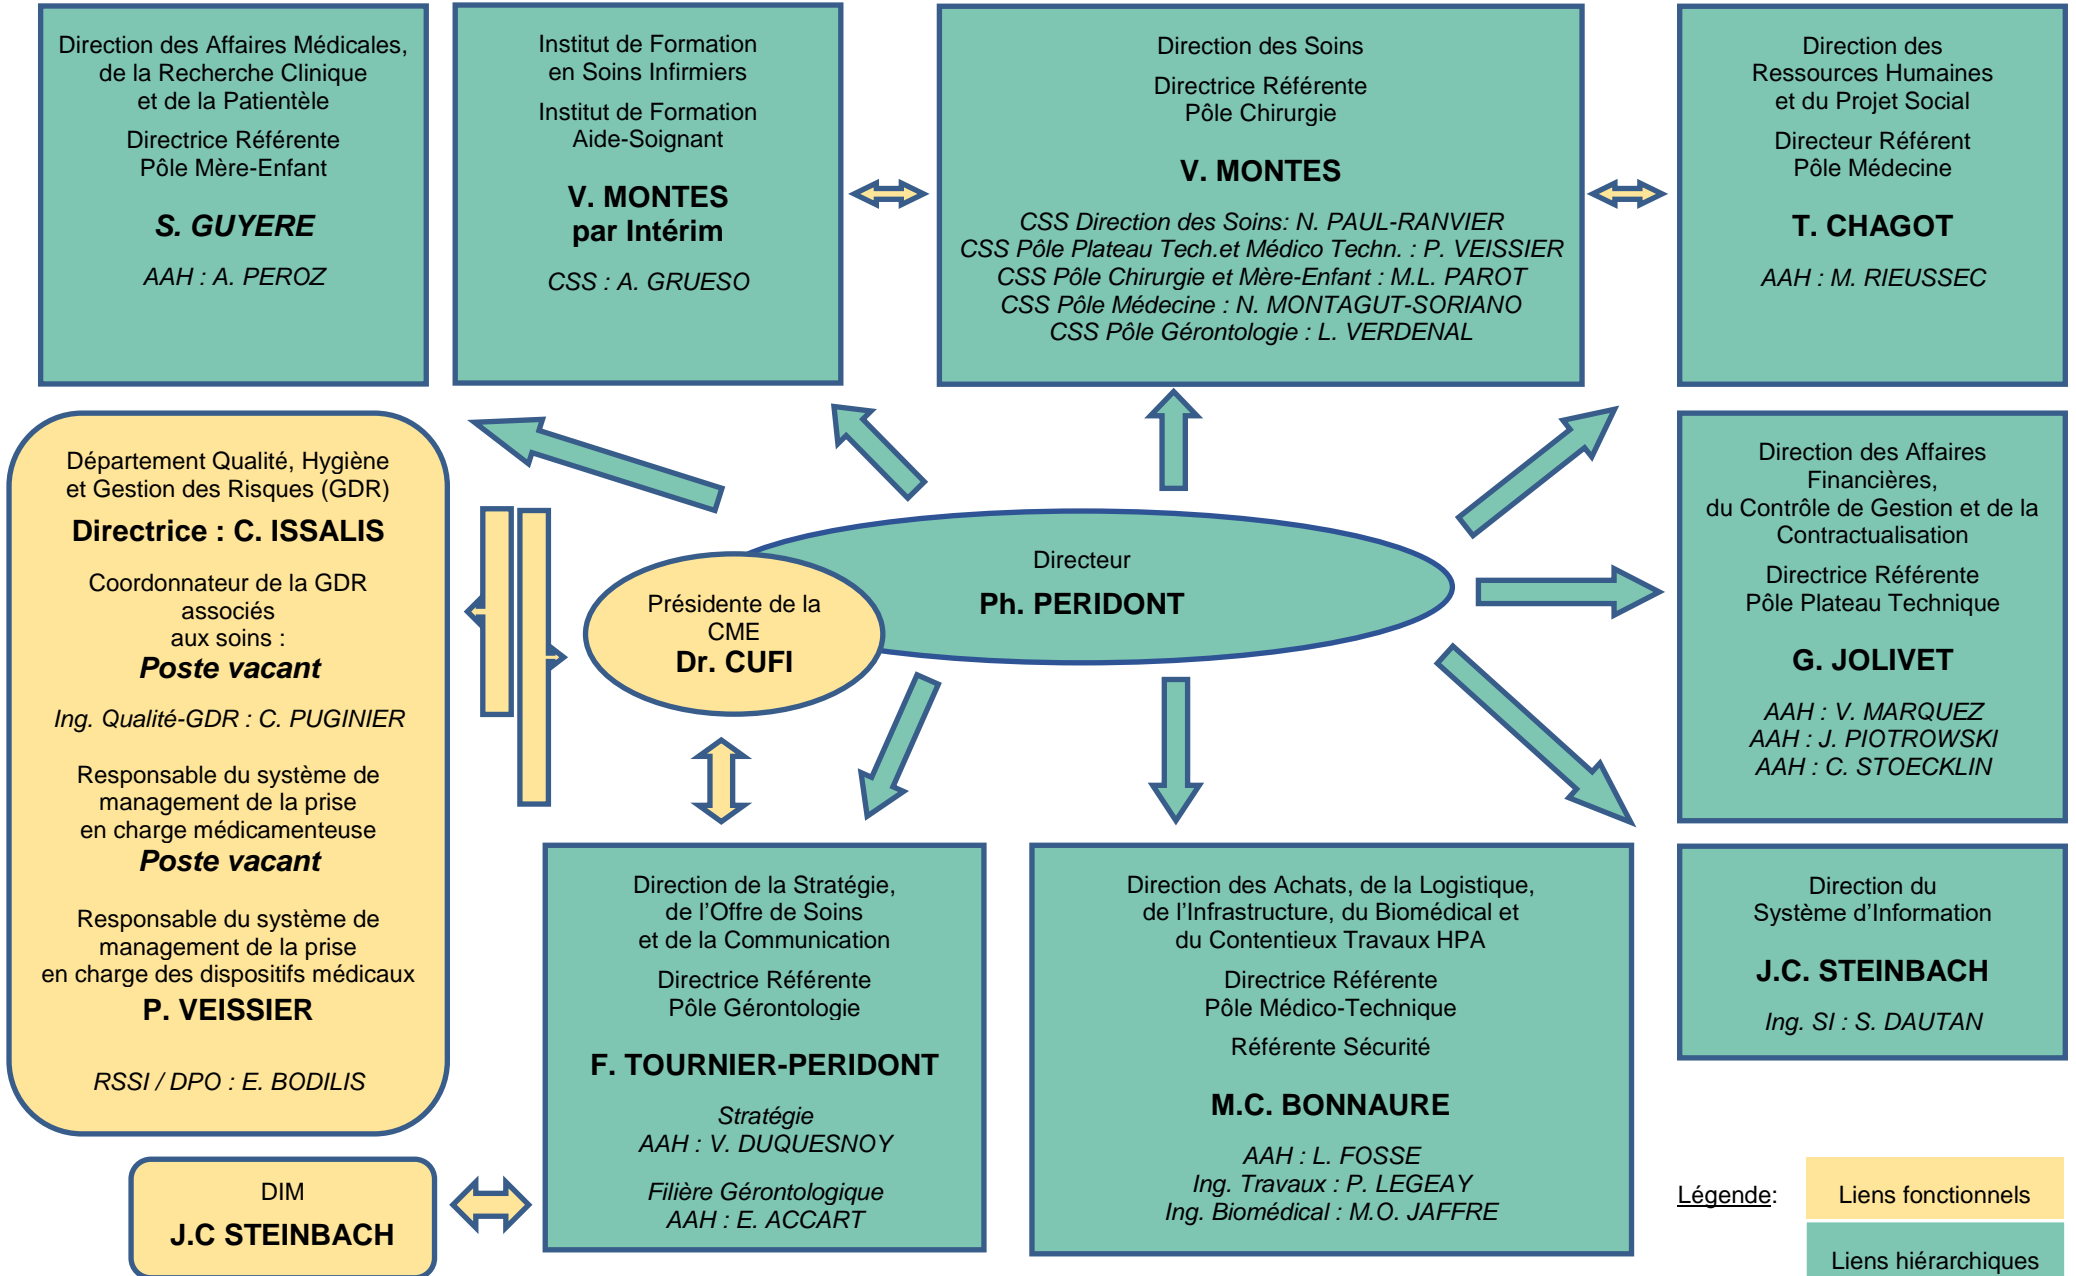 Direction des Affaires Médicales,
de la Recherche Clinique
et de la Patientèle
Directrice Référente
Pôle Mère-Enfant
S. GUYERE
AAH : A. PEROZ
Institut de Formation
en Soins Infirmiers
Institut de Formation
Aide-Soignant
V. MONTES
par Intérim
CSS : A. GRUESO
Direction des Soins
Directrice Référente
Pôle Chirurgie
V. MONTES
CSS Direction des Soins: N. PAUL-RANVIER
CSS Pôle Plateau Tech.et Médico Techn. : P. VEISSIER
CSS Pôle Chirurgie et Mère-Enfant : M.L. PAROT
CSS Pôle Médecine : N. MONTAGUT-SORIANO
CSS Pôle Gérontologie : L. VERDENAL
Direction des
Ressources Humaines
et du Projet Social
Directeur Référent
Pôle Médecine
T. CHAGOT
AAH : M. RIEUSSEC
Département Qualité, Hygiène
et Gestion des Risques (GDR)
Directrice : C. ISSALIS
Coordonnateur de la GDR
associés
aux soins :
Poste vacant
Ing. Qualité-GDR : C. PUGINIER
Responsable du système de
management de la prise
en charge médicamenteuse
Poste vacant
Responsable du système de
management de la prise
en charge des dispositifs médicaux
P. VEISSIER
RSSI / DPO : E. BODILIS
Présidente de la
CME
Dr. CUFI
Directeur
Ph. PERIDONT
Direction des Affaires
Financières,
du Contrôle de Gestion et de la
Contractualisation
Directrice Référente
Pôle Plateau Technique
G. JOLIVET
AAH : V. MARQUEZ
AAH : J. PIOTROWSKI
AAH : C. STOECKLIN
DIM
J.C STEINBACH
Direction de la Stratégie,
de l’Offre de Soins
et de la Communication
Directrice Référente
Pôle Gérontologie
F. TOURNIER-PERIDONT
Stratégie
AAH : V. DUQUESNOY
Filière Gérontologique
AAH : E. ACCART
Direction des Achats, de la Logistique,
de l’Infrastructure, du Biomédical et
du Contentieux Travaux HPA
Directrice Référente
Pôle Médico-Technique
Référente Sécurité
M.C. BONNAURE
AAH : L. FOSSE
Ing. Travaux : P. LEGEAY
Ing. Biomédical : M.O. JAFFRE
Direction du
Système d’Information
J.C. STEINBACH
Ing. SI : S. DAUTAN
Légende:
Liens fonctionnels
Liens hiérarchiques